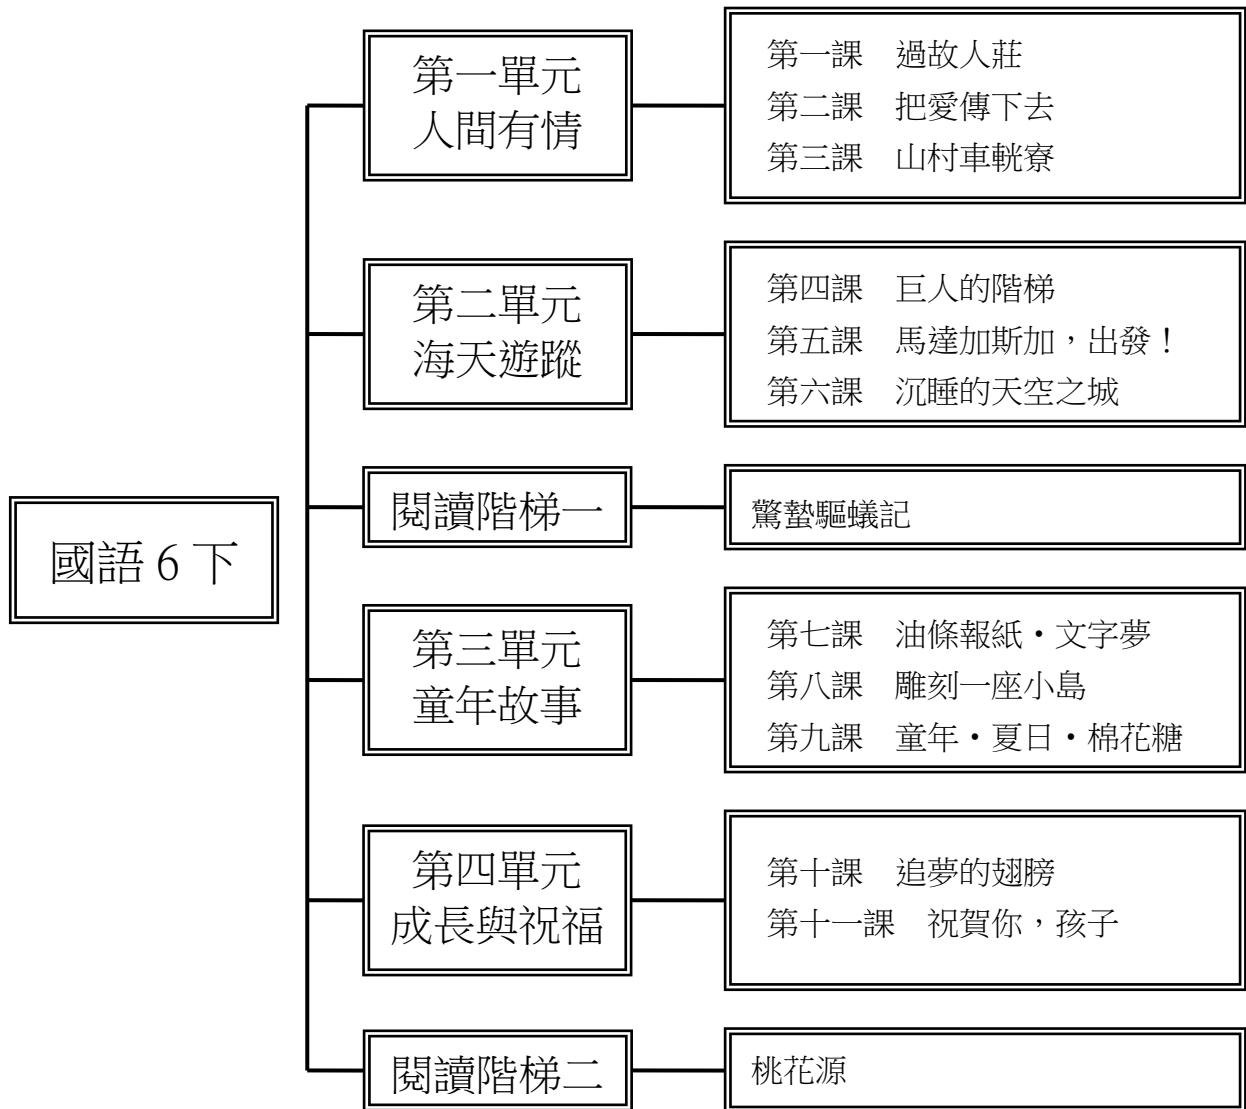 國語6下
第一單元
人間有情
第一課　過故人莊
第二課　把愛傳下去
第三課　山村車輄寮
第二單元
海天遊蹤
第四課　巨人的階梯
第五課　馬達加斯加，出發！
第六課　沉睡的天空之城
閱讀階梯一
驚蟄驅蟻記
第三單元
童年故事
第七課　油條報紙・文字夢
第八課　雕刻一座小島
第九課　童年・夏日・棉花糖
第四單元
成長與祝福
第十課　追夢的翅膀
第十一課　祝賀你，孩子
閱讀階梯二
桃花源